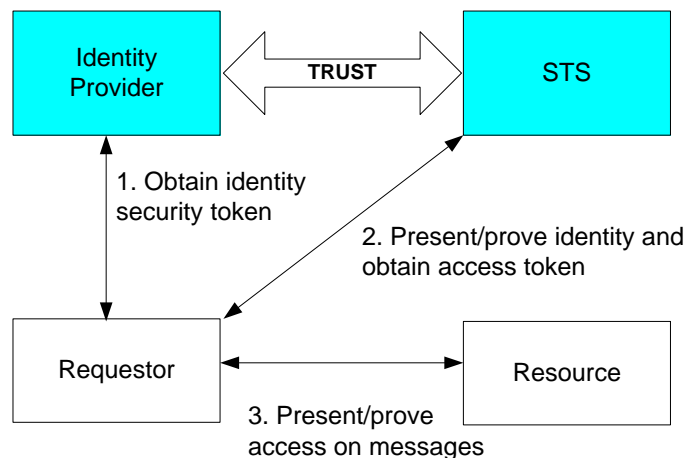 Identity
Provider
TRUST
STS
1. Obtain identity
security token
2. Present/prove identity and
obtain access token
Requestor
Resource
3. Present/prove
access on messages